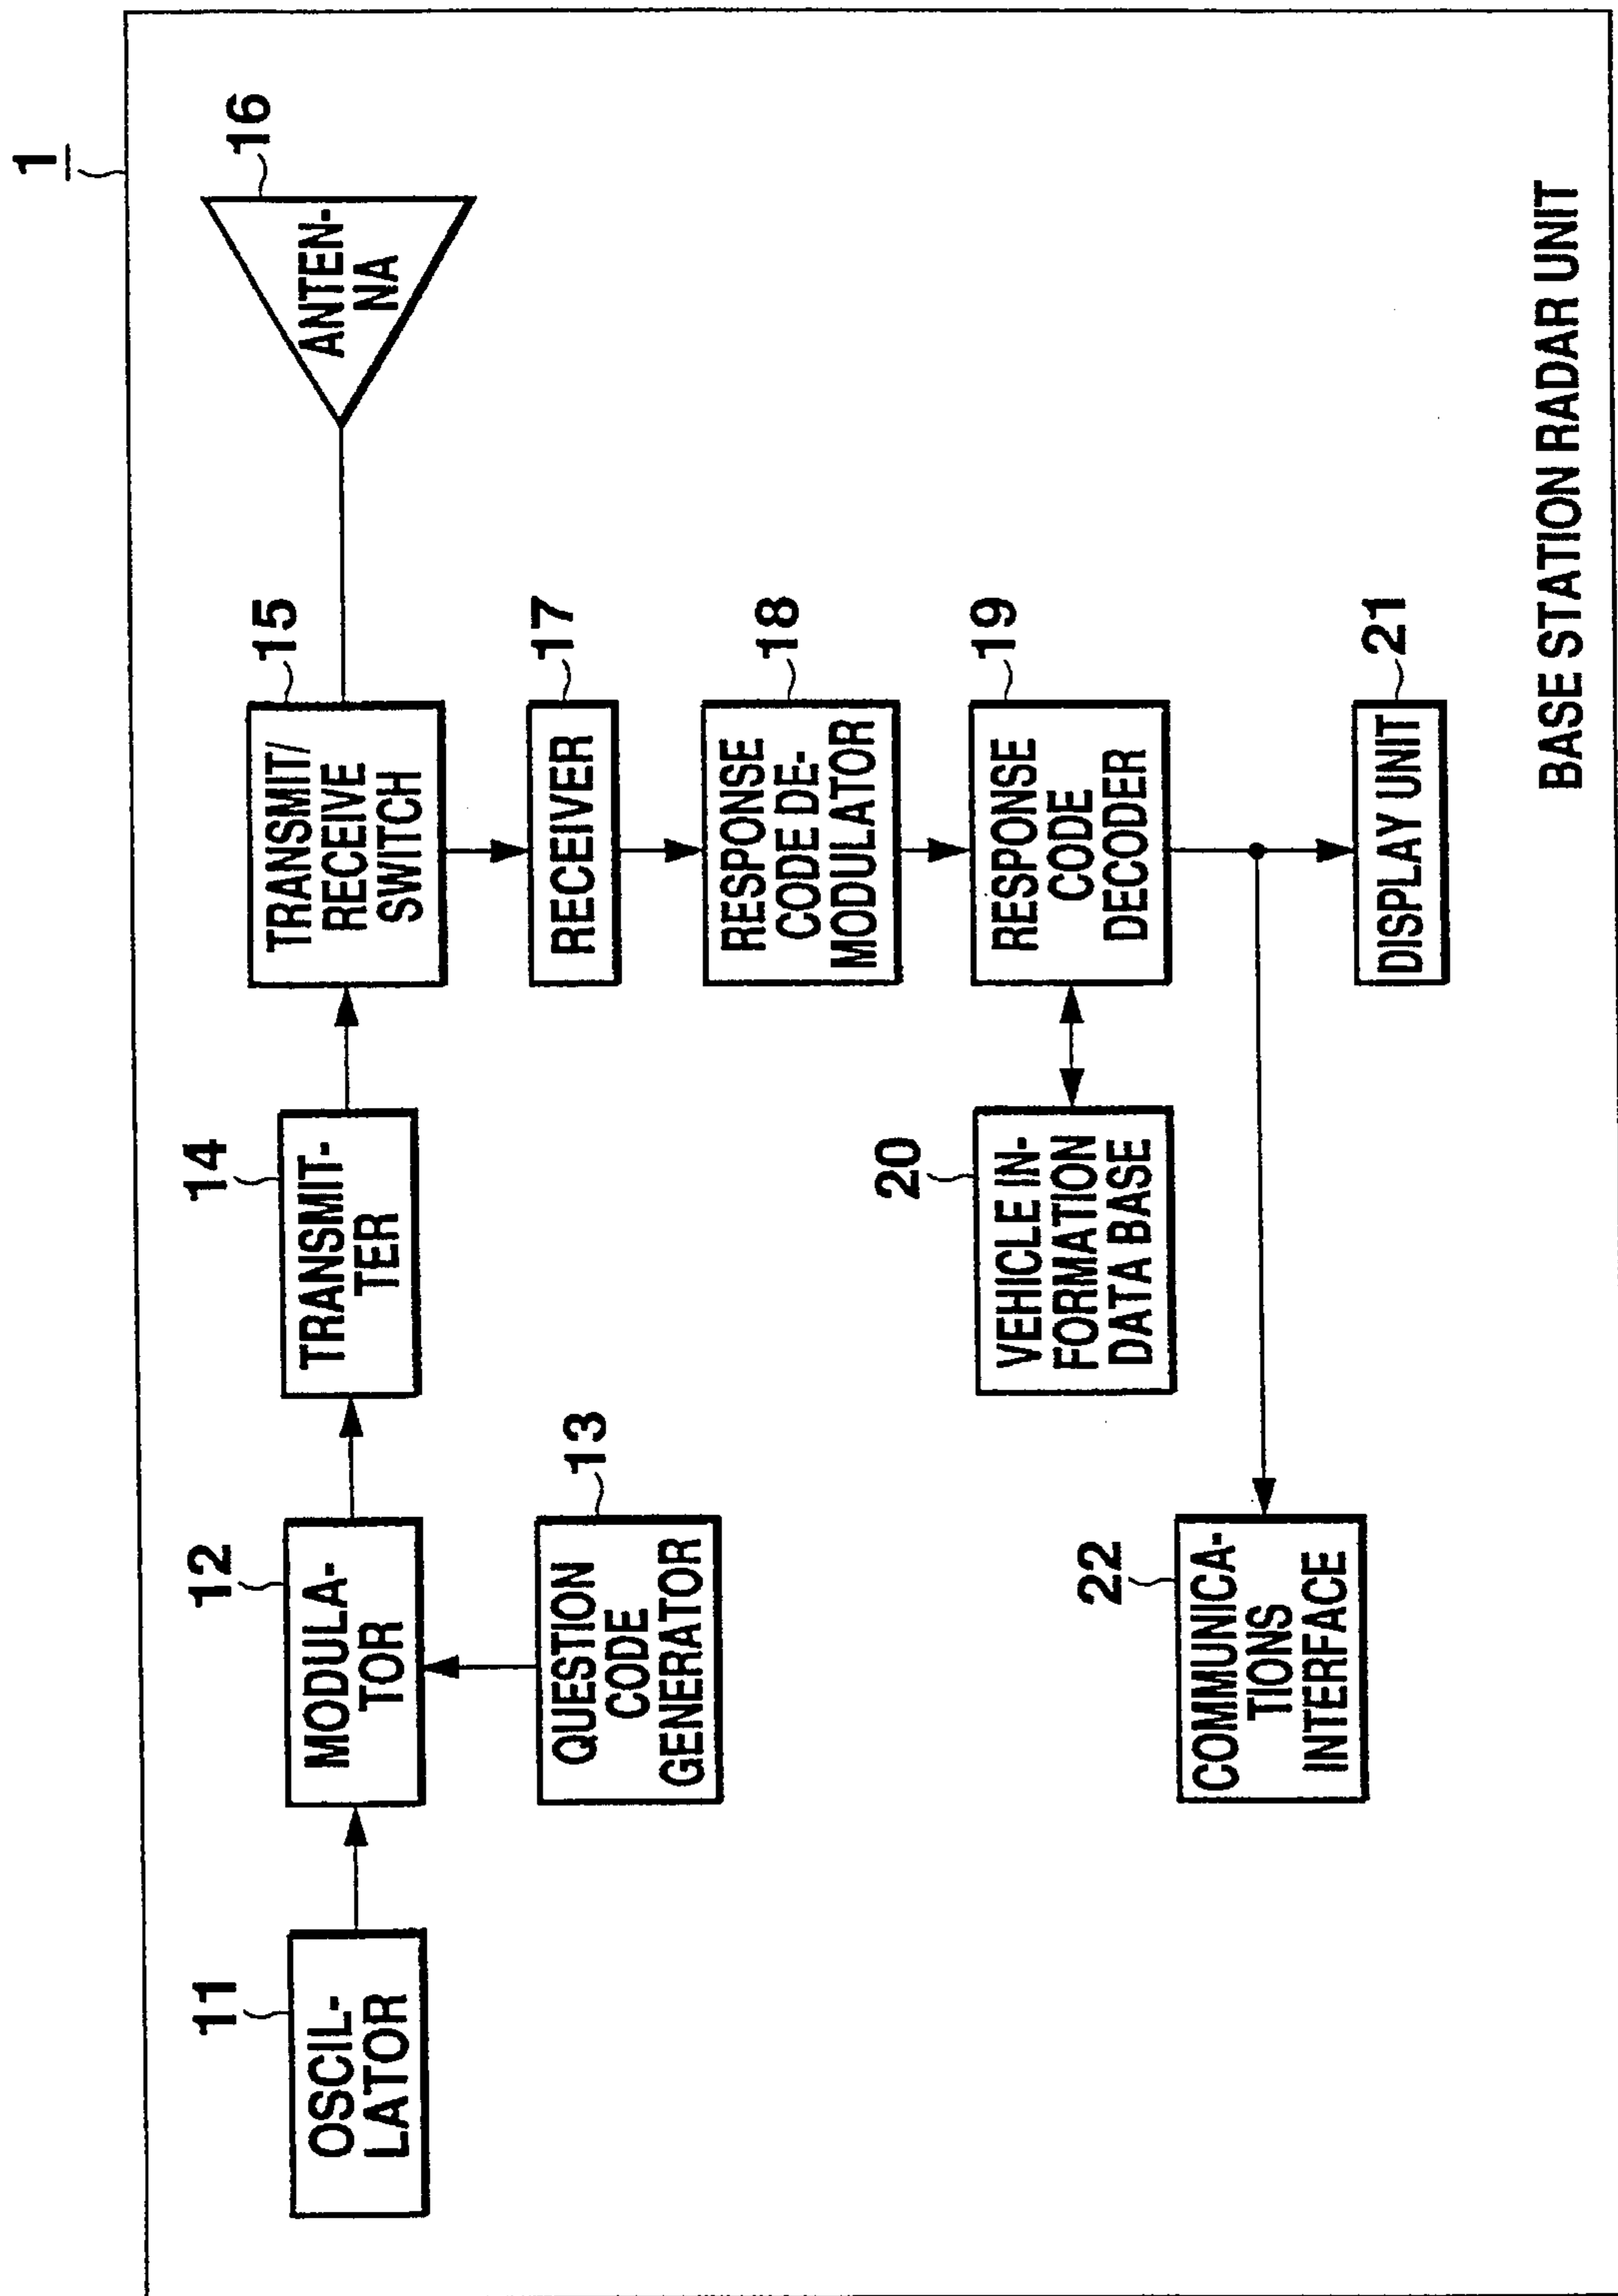 1
11
OSCIL-
LATOR
12
MODULA-
TOR
13
QUESTION
CODE
GENERATOR
14
TRANSMIT-
TER
15
TRANSMIT/
RECEIVE
SWITCH
16
ANTEN-
NA
17
RECEIVER
18
RESPONSE
CODE DE-
MODULATOR
19
RESPONSE
CODE
DECODER
20
VEHICLE IN-
FORMATION
DATA BASE
21
DISPLAY UNIT
22
COMMUNICA-
TIONS
INTERFACE
BASE STATION RADAR UNIT